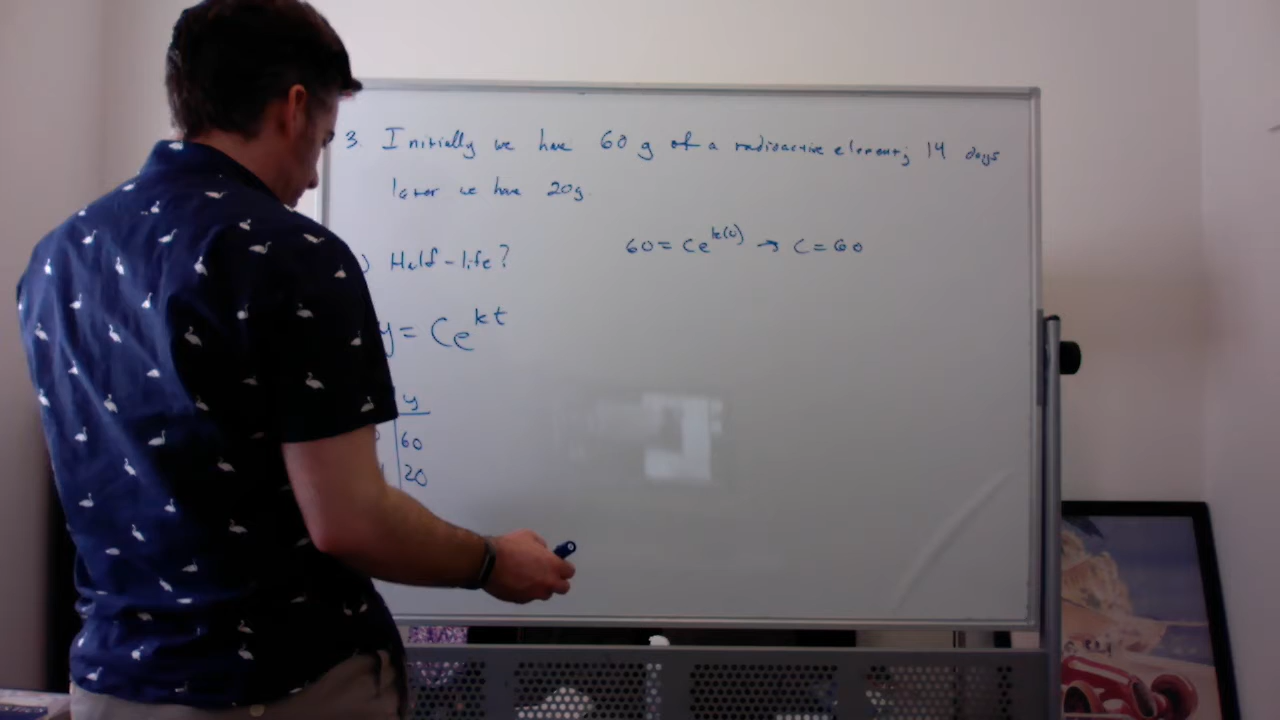 3. Initially we have 60 g of a radioactive element; 14 days
later we have 20g.
) Half-life?
60 = Ce^{k(0)} → C = 60
y = Ce^{kt}
y
60
20